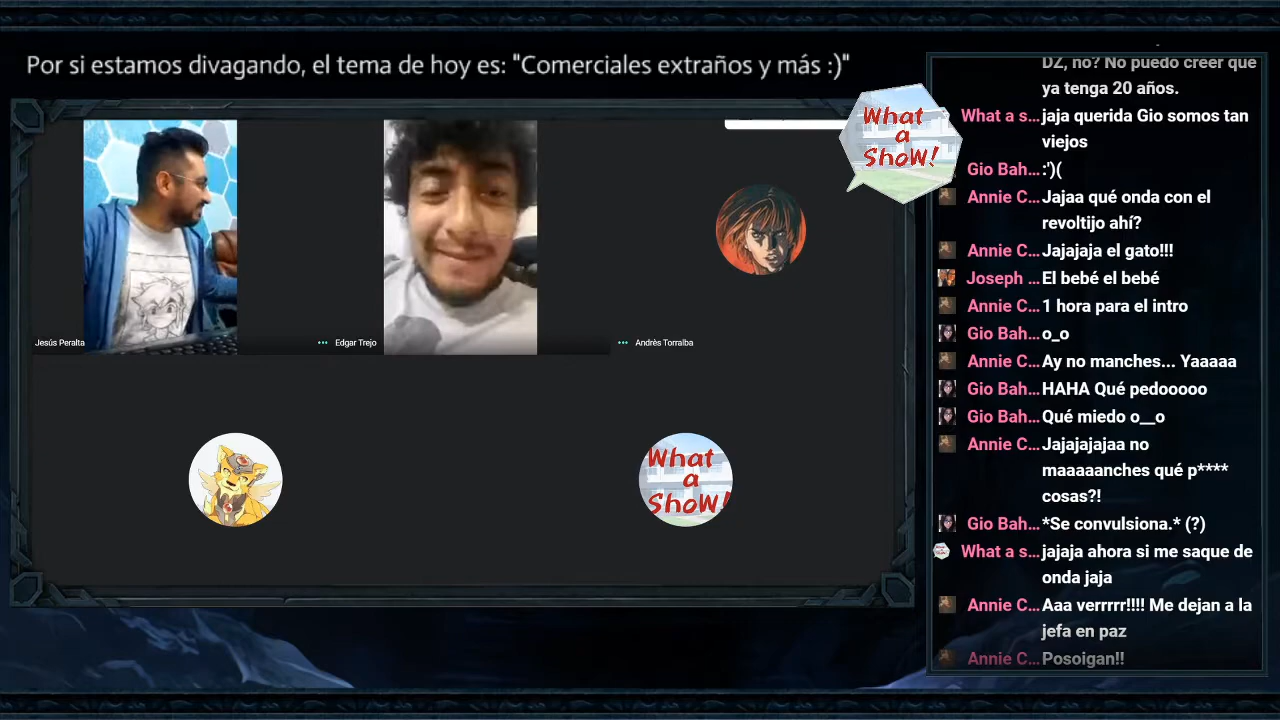 Por si estamos divagando, el tema de hoy es: "Comerciales extraños y más :)"
What
a
ShoW!
Jesús Peralta
Edgar Trejo
Andrès Torralba
What
a
ShoW!
DZ, no? No puedo creer que
ya tenga 20 años.
What a s... jaja querida Gio somos tan
viejos
Gio Bah... :')(
Annie C... Jajaa qué onda con el
revoltijo ahí?
Annie C... Jajajaja el gato!!!
Joseph ... El bebé el bebé
Annie C... 1 hora para el intro
Gio Bah... o_o
Annie C... Ay no manches... Yaaaaa
Gio Bah... HAHA Qué pedooooo
Gio Bah... Qué miedo o__o
Annie C... Jajajajajaa no
maaaaanches qué p****
cosas?!
Gio Bah... *Se convulsiona.* (?)
What a s... jajaja ahora si me saque de
onda jaja
Annie C... Aaa verrrrr!!!! Me dejan a la
jefa en paz
Annie C... Posoigan!!